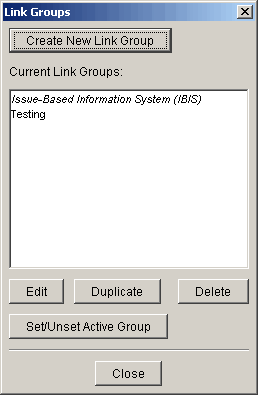 Link Groups
Create New Link Group
Current Link Groups:
Issue-Based Information System (IBIS)
Testing
Edit Duplicate Delete
Set/Unset Active Group
Close